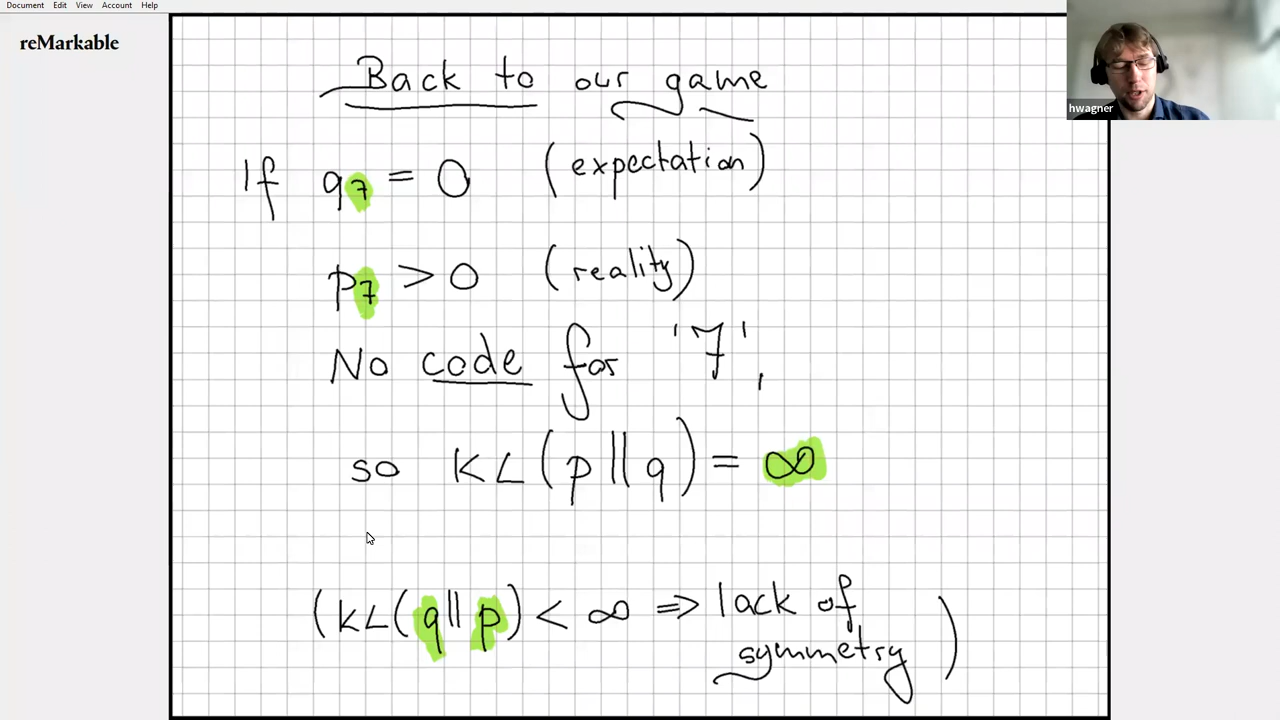 Document Edit View Account Help
reMarkable
hwagner
Back to our game
If q7 = 0 (expectation)
p7 > 0 (reality)
No code for '7',
so KL(p||q) = ∞
(KL(q||p) < ∞ => lack of
symmetry)